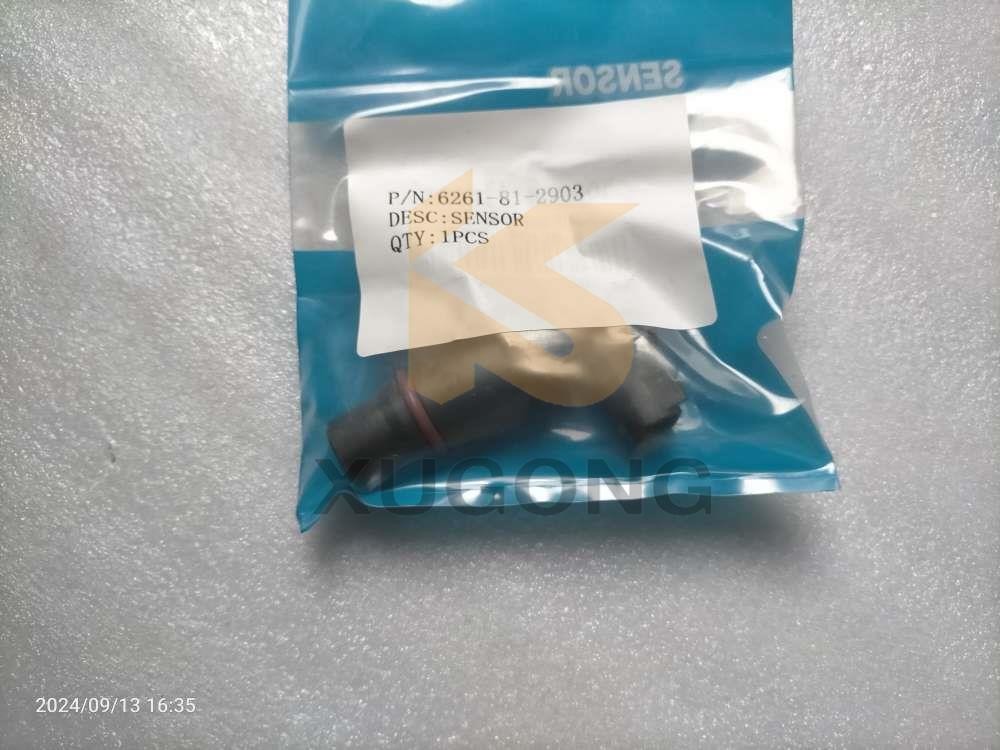 SENSOR
P/N:6261-81-2903
DESC:SENSOR
QTY:1PCS
XUGONG
2024/09/13 16:35